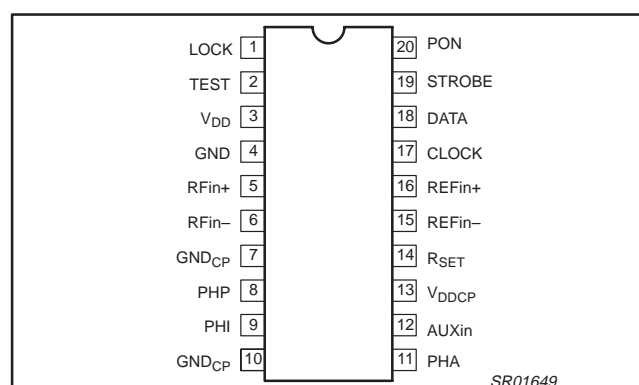 LOCK 1 20 PON
TEST 2 19 STROBE
VDD 3 18 DATA
GND 4 17 CLOCK
RFin+ 5 16 REFin+
RFin– 6 15 REFin–
GNDCP 7 14 RSET
PHP 8 13 VDDCP
PHI 9 12 AUXin
GNDCP 10 11 PHA
SR01649